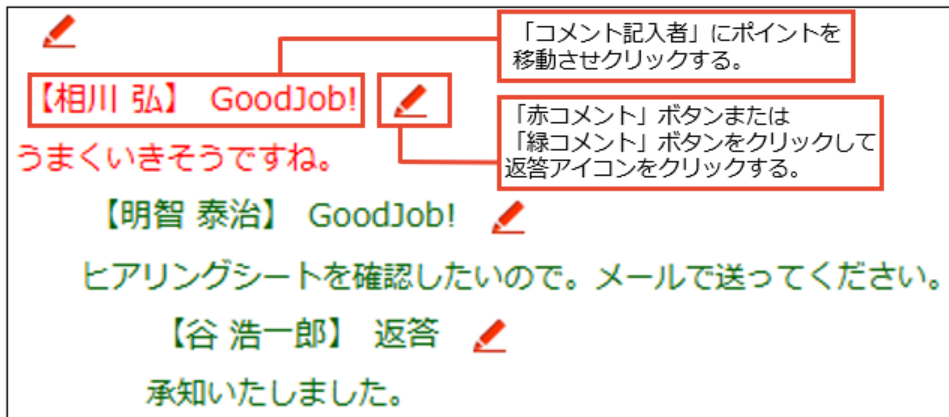 「コメント記入者」にポイントを
移動させクリックする。
【相川 弘】 GoodJob!
「赤コメント」ボタンまたは
「緑コメント」ボタンをクリックして
返答アイコンをクリックする。
うまくいきそうですね。
【明智 泰治】 GoodJob!
ヒアリングシートを確認したいので。メールで送ってください。
【谷 浩一郎】 返答
承知いたしました。